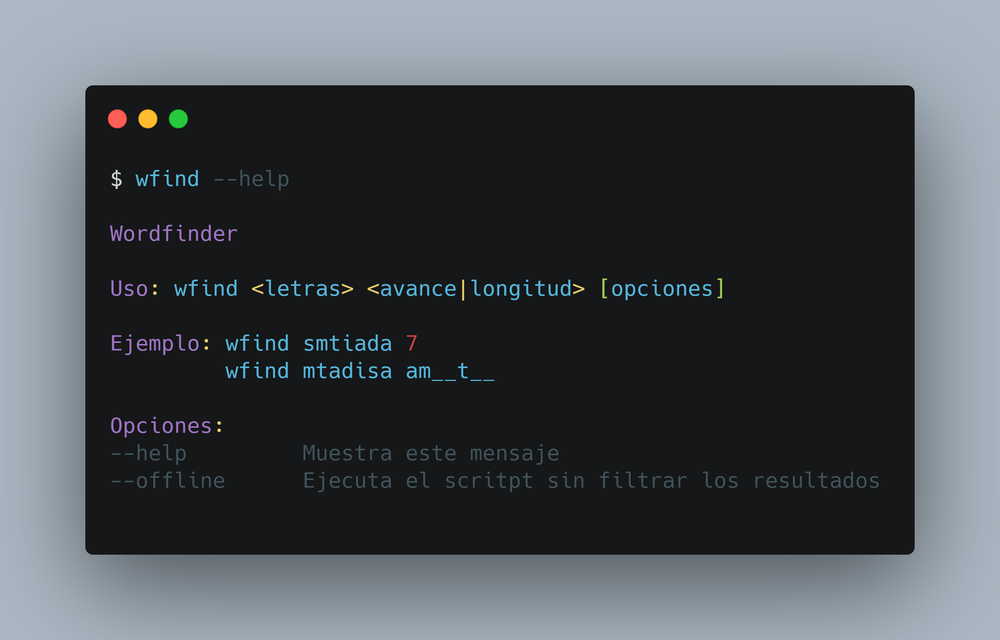 $ wfind --help
Wordfinder
Uso: wfind <letras> <avance|longitud> [opciones]
Ejemplo: wfind smtiada 7
wfind mtadisa am__t__
Opciones:
--help Muestra este mensaje
--offline Ejecuta el scritpt sin filtrar los resultados